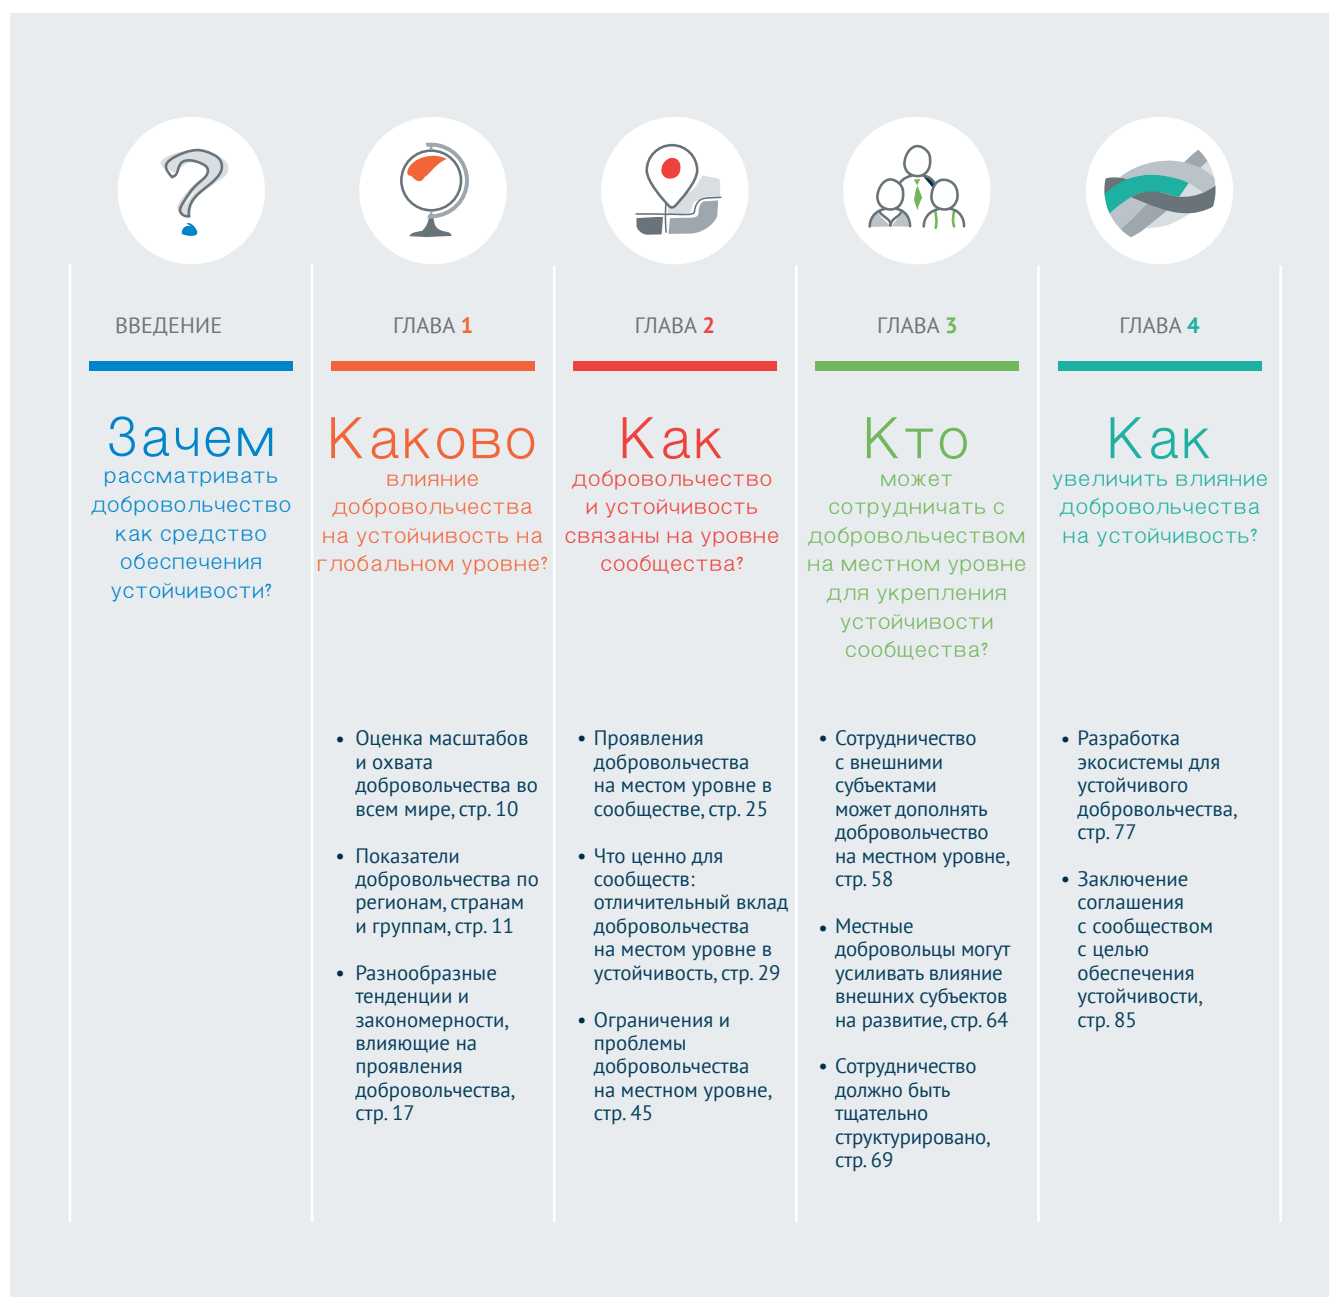 ВВЕДЕНИЕ
Зачем
рассматривать
добровольчество
как средство
обеспечения
устойчивости?
ГЛАВА 1
Каково
влияние
добровольчества
на устойчивость на
глобальном уровне?
• Оценка масштабов
и охвата
добровольчества во
всем мире, стр. 10
• Показатели
добровольчества по
регионам, странам
и группам, стр. 11
• Разнообразные
тенденции и
закономерности,
влияющие на
проявления
добровольчества,
стр. 17
ГЛАВА 2
Как
добровольчество
и устойчивость
связаны на уровне
сообщества?
• Проявления
добровольчества
на местом уровне в
сообществе, стр. 25
• Что ценно для
сообществ:
отличительный вклад
добровольчества
на местом уровне в
устойчивость, стр. 29
• Ограничения и
проблемы
добровольчества
на местном уровне,
стр. 45
ГЛАВА 3
Кто
может
сотрудничать с
добровольчеством
на местном уровне
для укрепления
устойчивости
сообщества?
• Сотрудничество
с внешними
субъектами
может дополнять
добровольчество
на местном уровне,
стр. 58
• Местные
добровольцы могут
усиливать влияние
внешних субъектов
на развитие, стр. 64
• Сотрудничество
должно быть
тщательно
структурировано,
стр. 69
ГЛАВА 4
Как
увеличить влияние
добровольчества
на устойчивость?
• Разработка
экосистемы для
устойчивого
добровольчества,
стр. 77
• Заключение
соглашения
с сообществом
с целью
обеспечения
устойчивости,
стр. 85